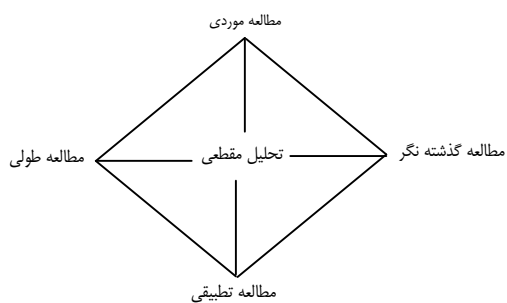 مطالعه موردی
مطالعه گذشته نگر
تحلیل مقطعی
مطالعه طولی
مطالعه تطبیقی